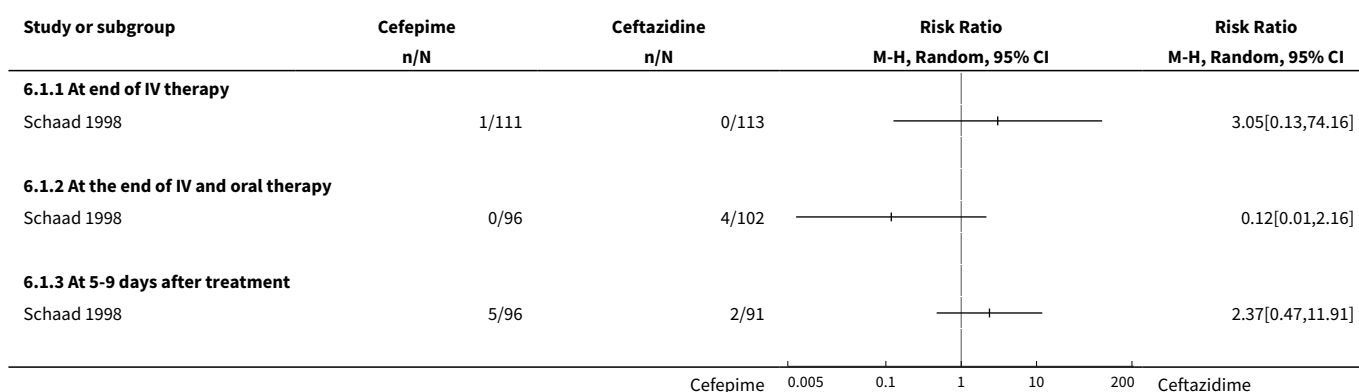 Study or subgroup Cefepime Ceftazidine Risk Ratio Risk Ratio
n/N n/N M-H, Random, 95% CI M-H, Random, 95% CI
6.1.1 At end of IV therapy
Schaad 1998 1/111 0/113 3.05[0.13,74.16]
6.1.2 At the end of IV and oral therapy
Schaad 1998 0/96 4/102 0.12[0.01,2.16]
6.1.3 At 5-9 days after treatment
Schaad 1998 5/96 2/91 2.37[0.47,11.91]
Cefepime 0.005 0.1 1 10 200 Ceftazidime